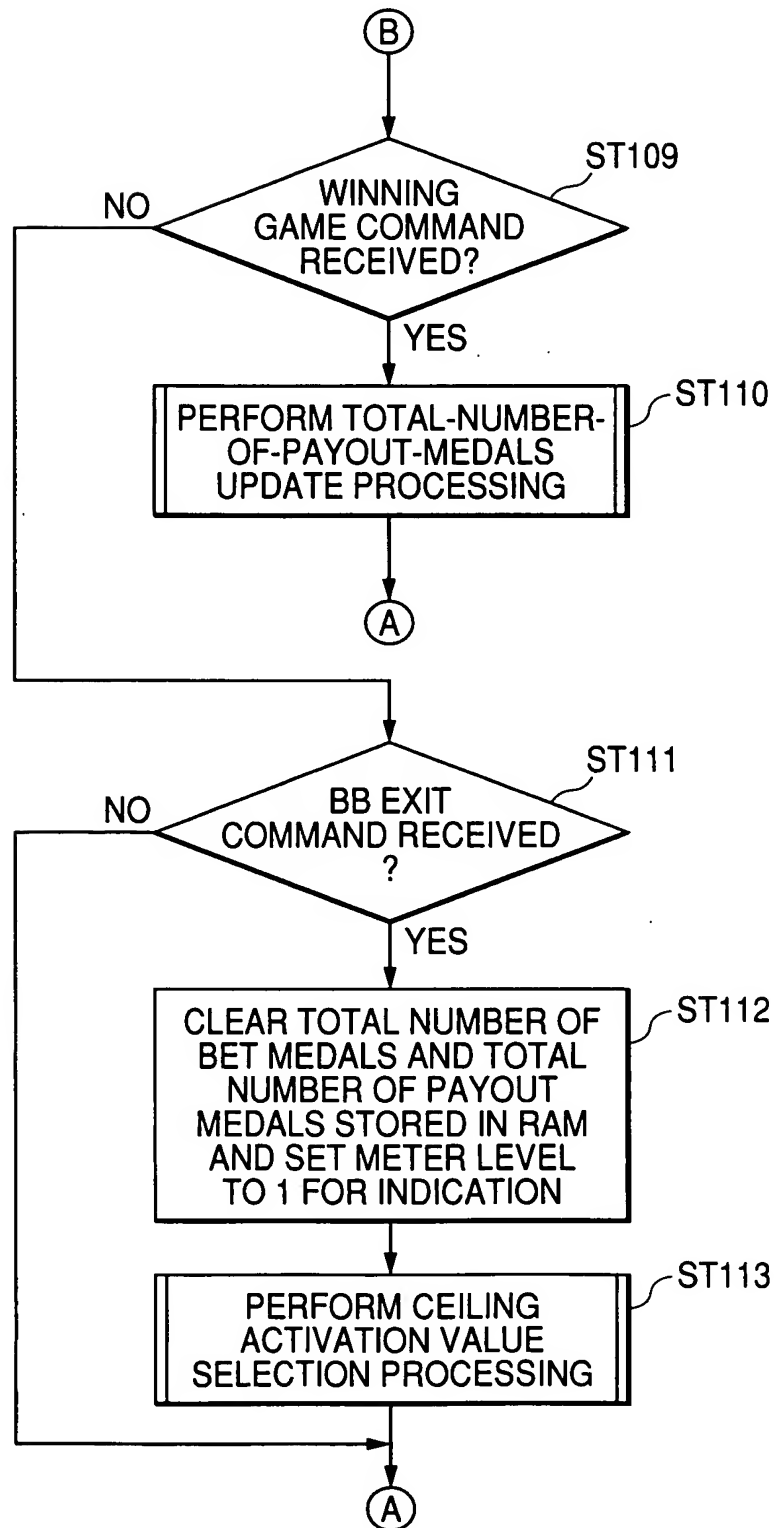 B
ST109
WINNING
GAME COMMAND
RECEIVED?
NO
YES
ST110
PERFORM TOTAL-NUMBER-
OF-PAYOUT-MEDALS
UPDATE PROCESSING
A
ST111
BB EXIT
COMMAND RECEIVED
?
NO
YES
ST112
CLEAR TOTAL NUMBER OF
BET MEDALS AND TOTAL
NUMBER OF PAYOUT
MEDALS STORED IN RAM
AND SET METER LEVEL
TO 1 FOR INDICATION
ST113
PERFORM CEILING
ACTIVATION VALUE
SELECTION PROCESSING
A